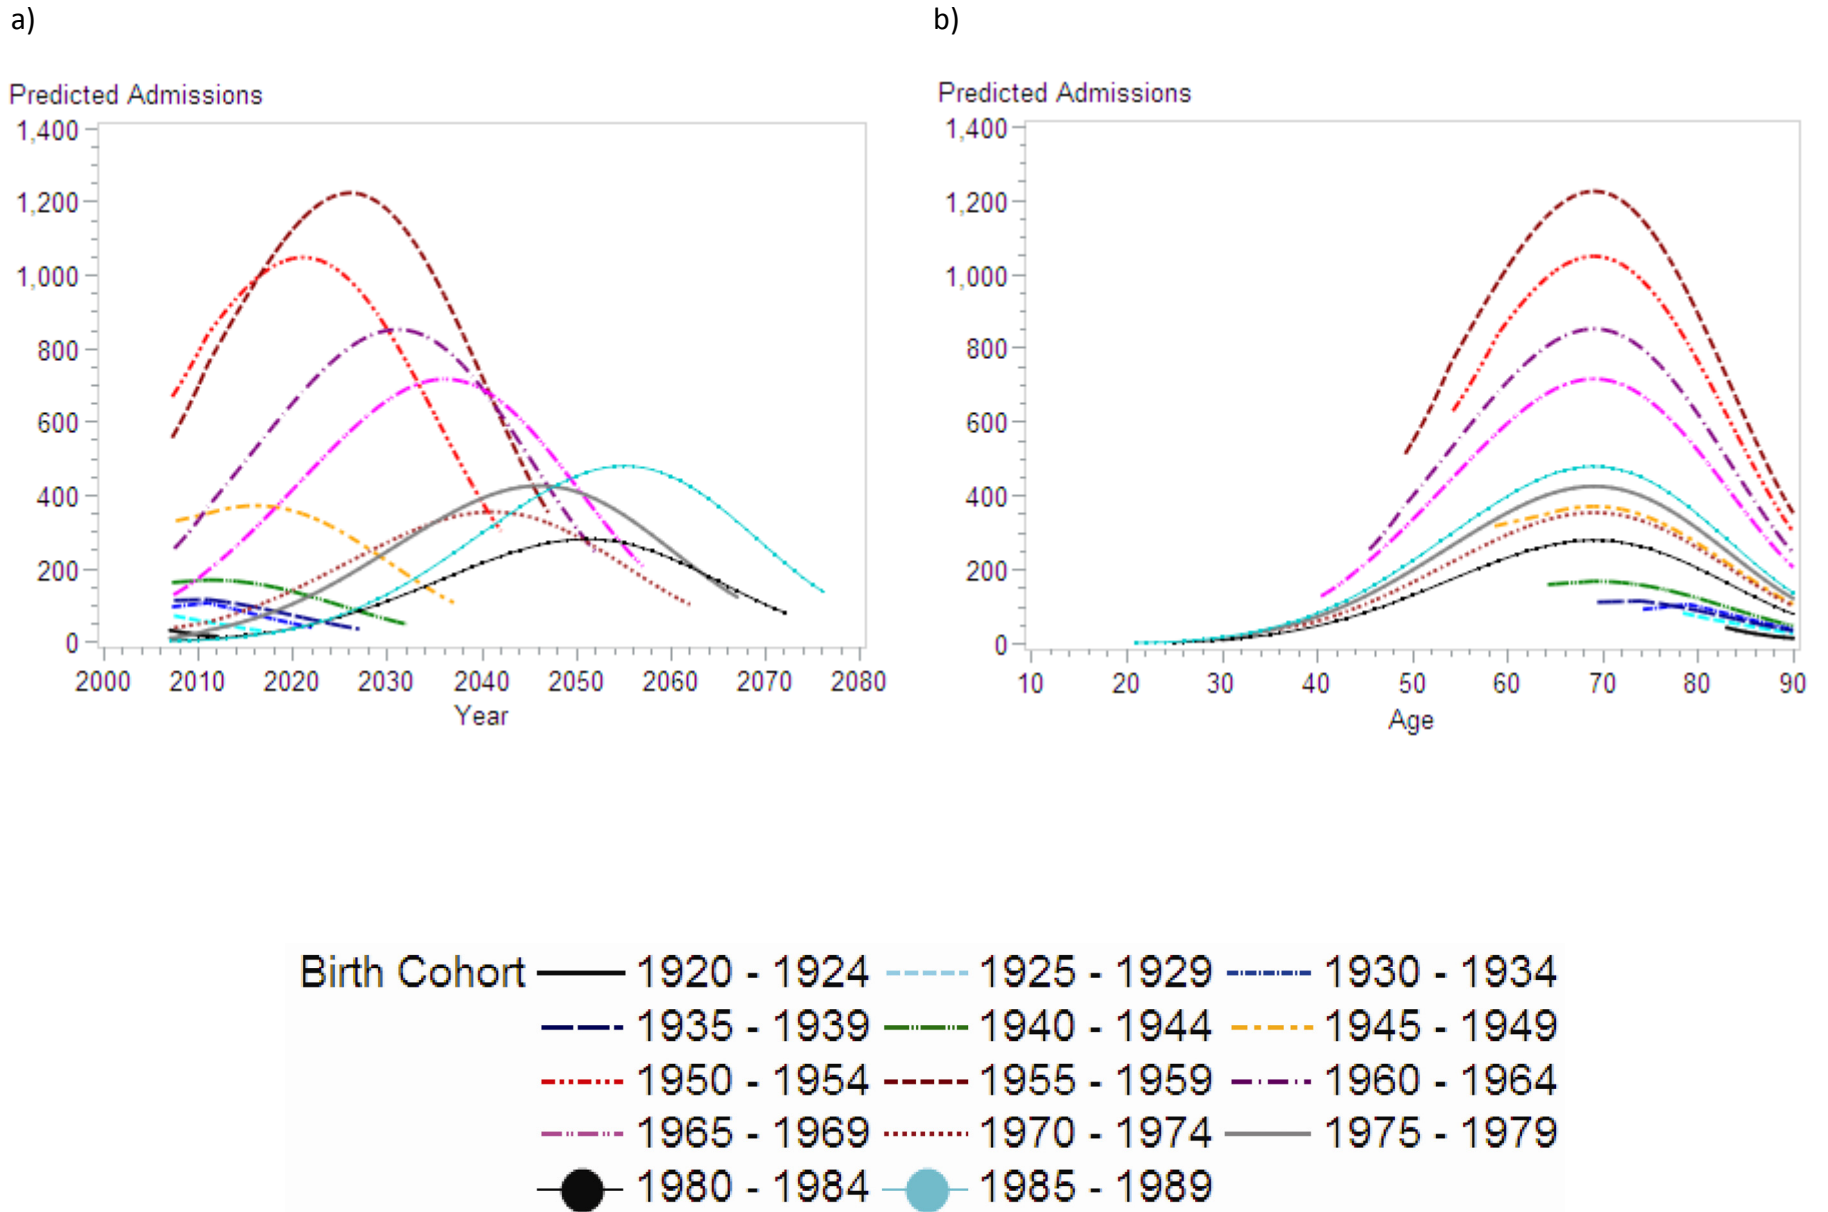 a)
b)
Predicted Admissions
1,400
1,200
1,000
800
600
400
200
0
2000 2010 2020 2030 2040 2050 2060 2070 2080
Year
Predicted Admissions
1,400
1,200
1,000
800
600
400
200
0
10 20 30 40 50 60 70 80 90
Age
Birth Cohort 1920 - 1924 1925 - 1929 1930 - 1934
1935 - 1939 1940 - 1944 1945 - 1949
1950 - 1954 1955 - 1959 1960 - 1964
1965 - 1969 1970 - 1974 1975 - 1979
1980 - 1984 1985 - 1989